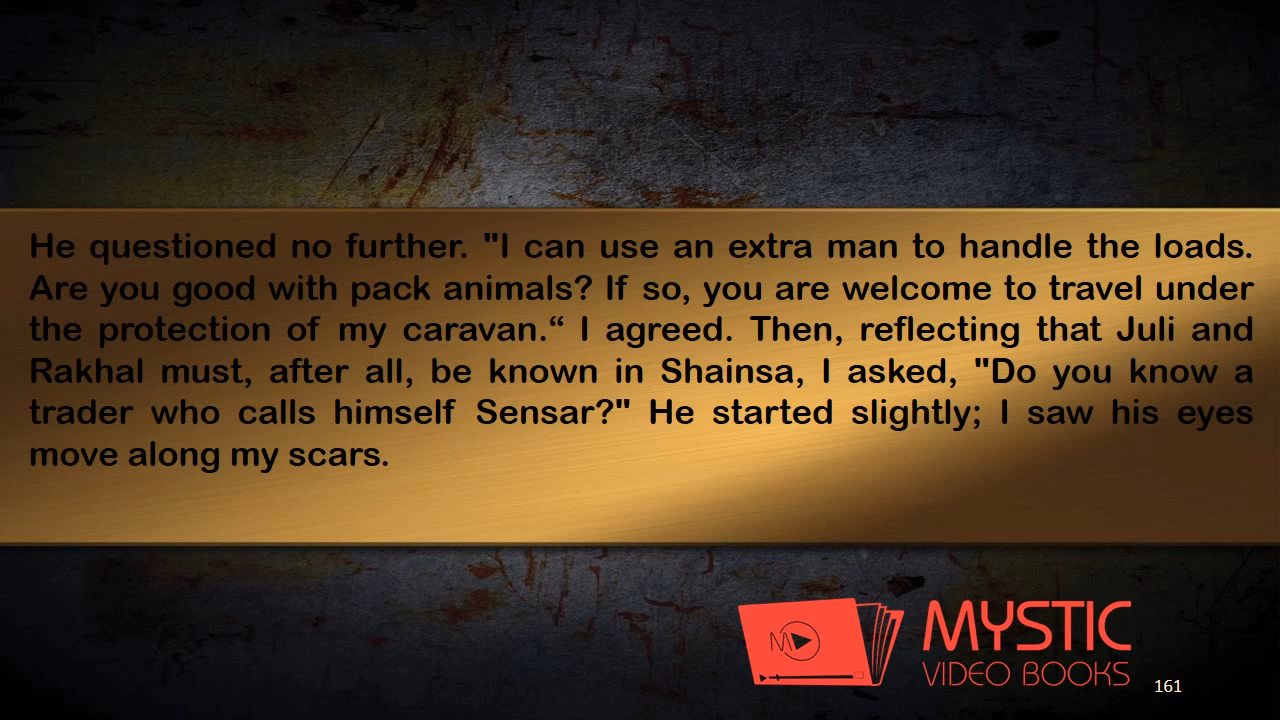 He questioned no further. "I can use an extra man to handle the loads.
Are you good with pack animals? If so, you are welcome to travel under
the protection of my caravan.“ I agreed. Then, reflecting that Juli and
Rakhal must, after all, be known in Shainsa, I asked, "Do you know a
trader who calls himself Sensar?" He started slightly; I saw his eyes
move along my scars.
M
MYSTIC
VIDEO BOOKS
161